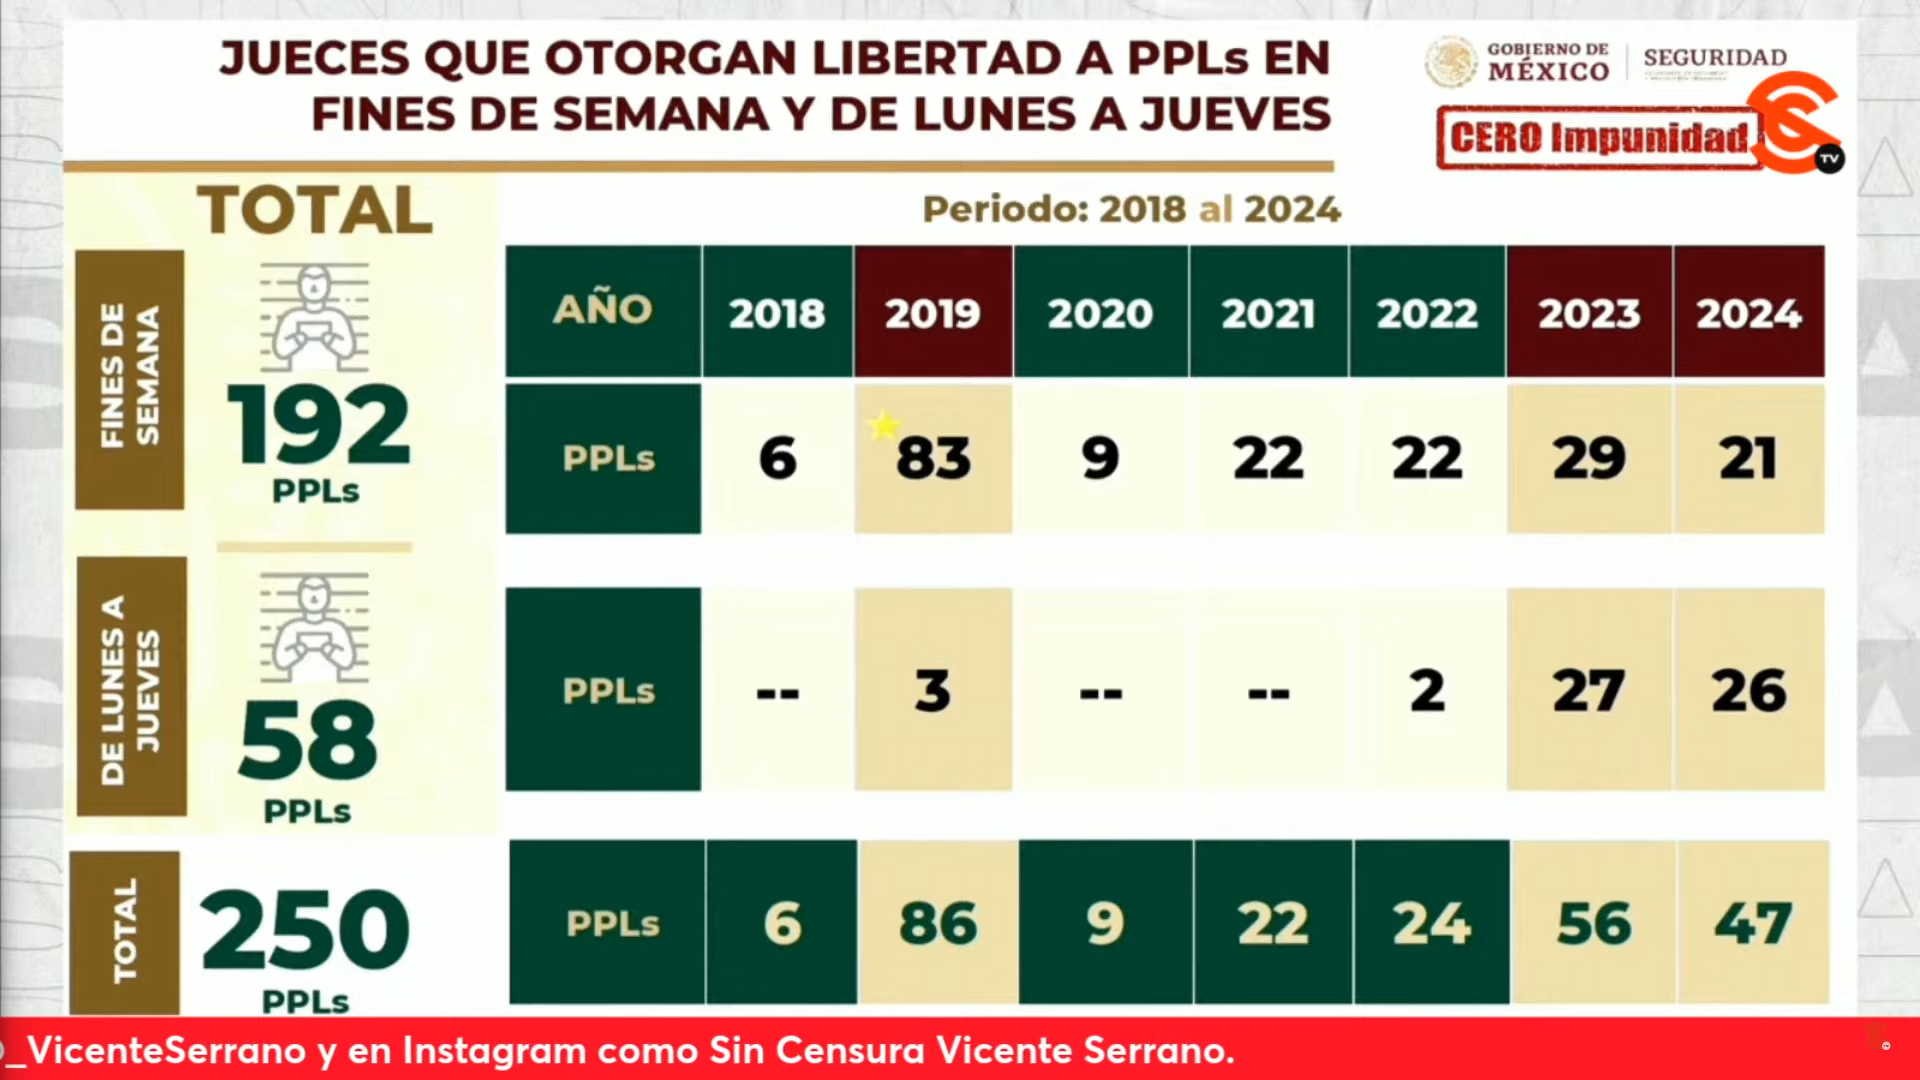 JUECES QUE OTORGAN LIBERTAD A PPLs EN
FINES DE SEMANA Y DE LUNES A JUEVES
GOBIERNO DE
MÉXICO
SEGURIDAD
CERO Impunidad
TV
TOTAL
Periodo: 2018 al 2024
FINES DE
SEMANA
192
PPLs
AÑO 2018 2019 2020 2021 2022 2023 2024
PPLs 6 83 9 22 22 29 21
DE LUNES A
JUEVES
58
PPLs
PPLs -- 3 -- -- 2 27 26
TOTAL
250
PPLs
PPLs 6 86 9 22 24 56 47
_VicenteSerrano y en Instagram como Sin Censura Vicente Serrano.